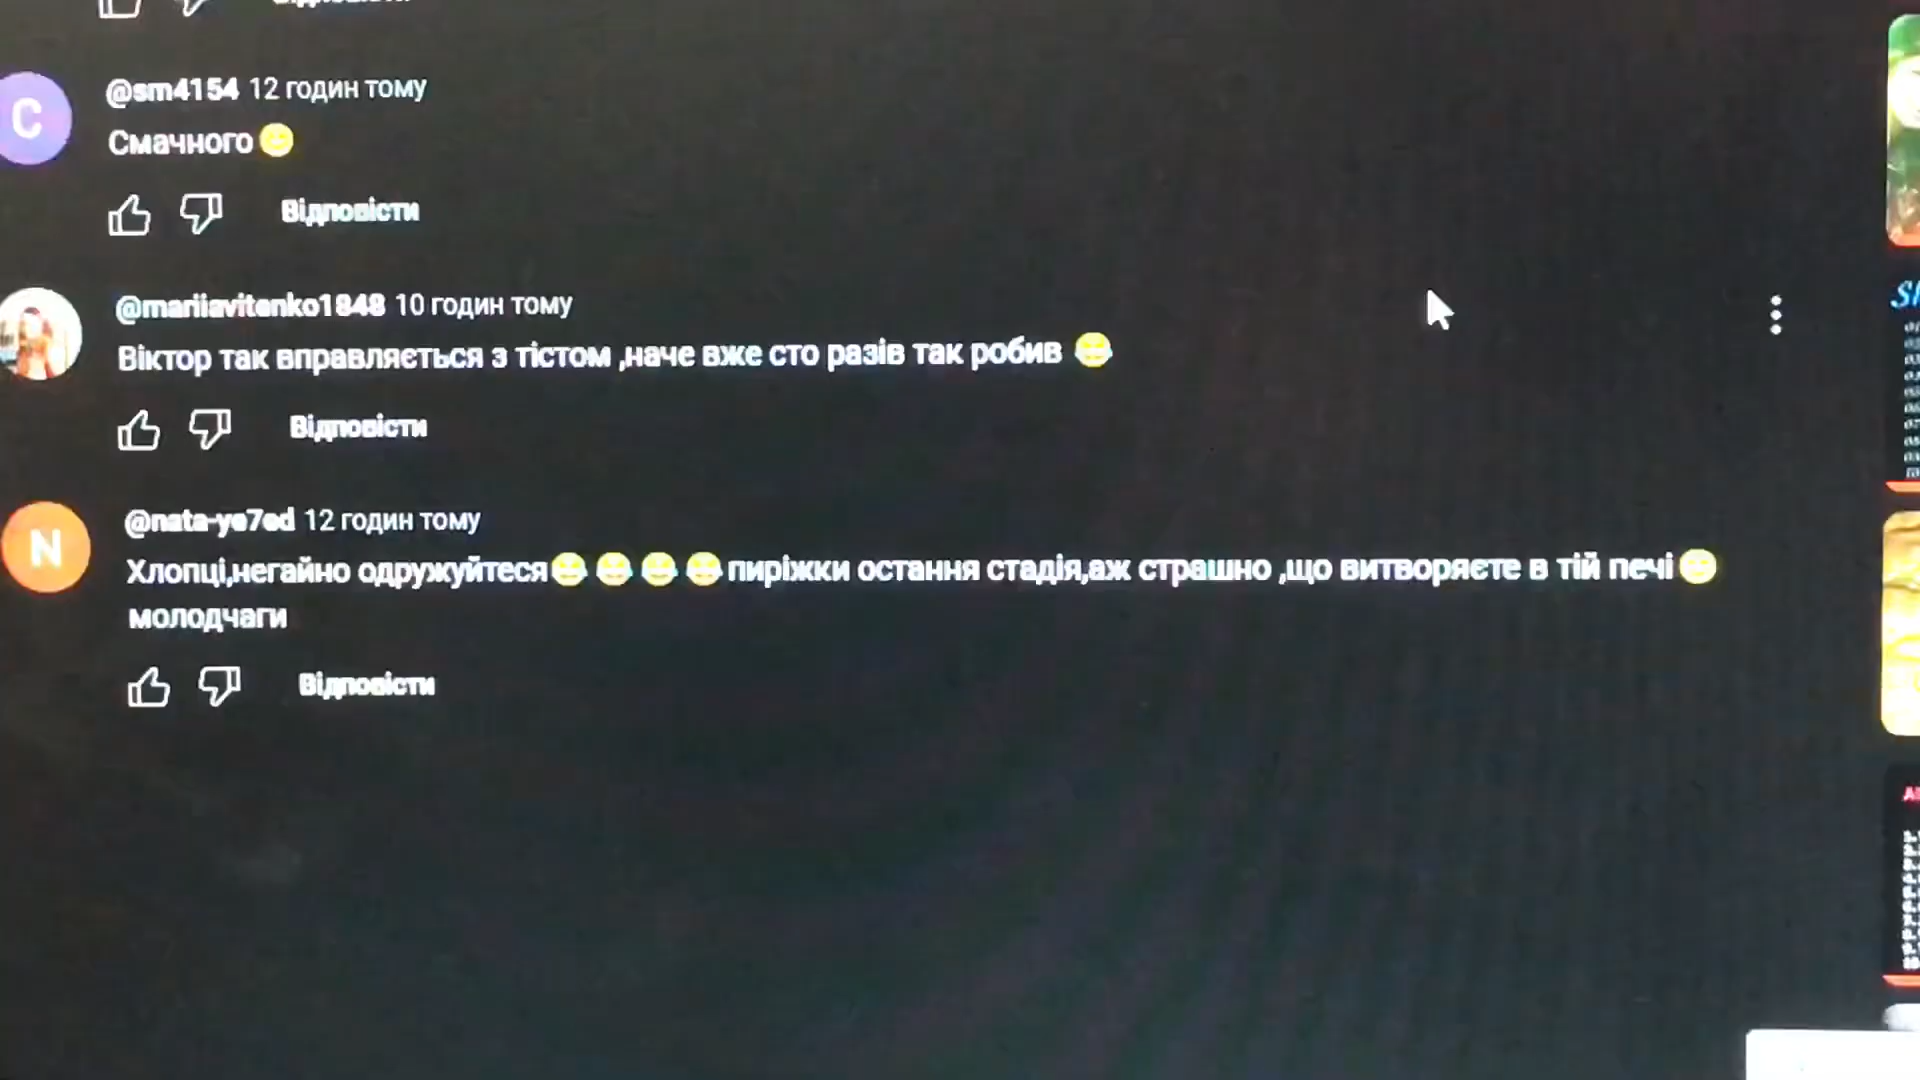 @sm4154 12 годин тому
Смачного 😊
Відповісти
@mariiavitenko1848 10 годин тому
Віктор так вправляється з тістом ,наче вже сто разів так робив 😂
Відповісти
@nata-ye7ed 12 годин тому
Хлопці,негайно одружуйтеся😂😂😂😂пиріжки остання стадія,аж страшно ,що витворяєте в тій печі😊
молодчаги
Відповісти